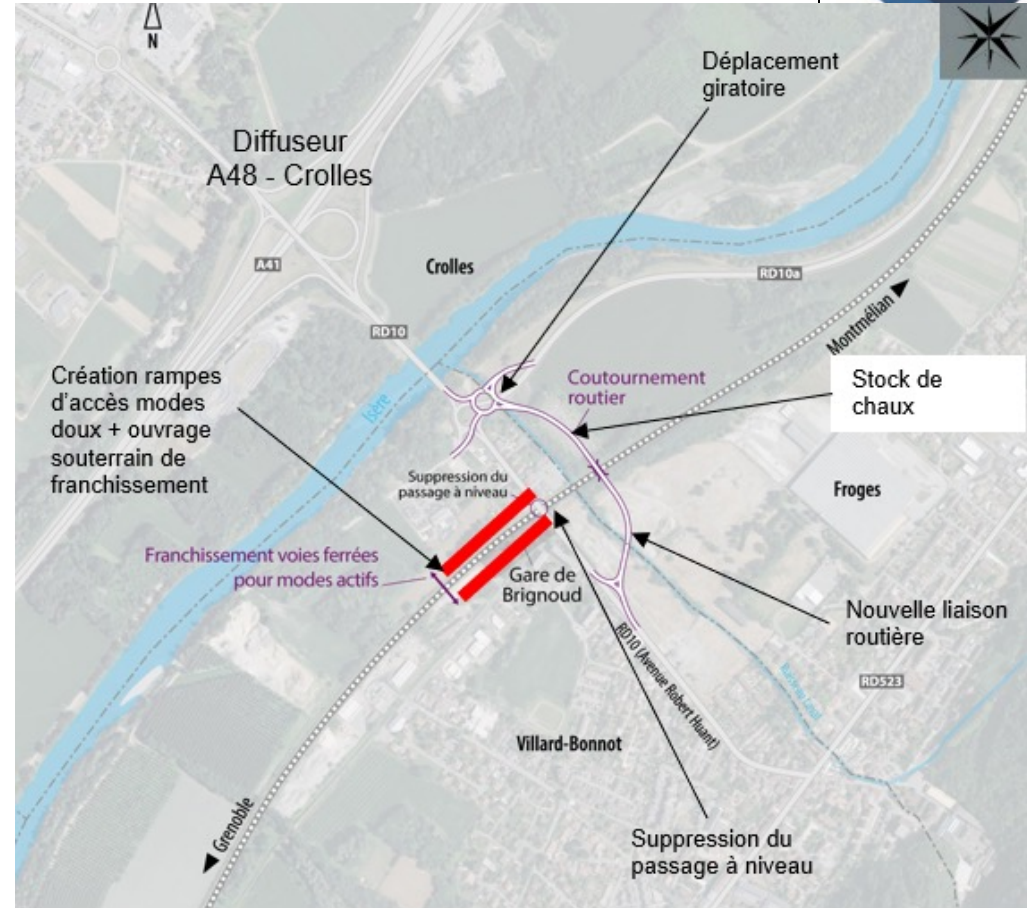 N
Déplacement
giratoire
Diffuseur
A48 - Crolles
A41
Crolles
RD10a
RD10
Montmélian
Création rampes
d'accès modes
doux + ouvrage
souterrain de
franchissement
Isère
Coutournement
routier
Stock de
chaux
Suppression du
passage à niveau
Froges
Franchissement voies ferrées
pour modes actifs
Gare de
Brignoud
Nouvelle liaison
routière
RD10 (Avenue Robert Huant)
RD523
Villard-Bonnot
Grenoble
Suppression du
passage à niveau